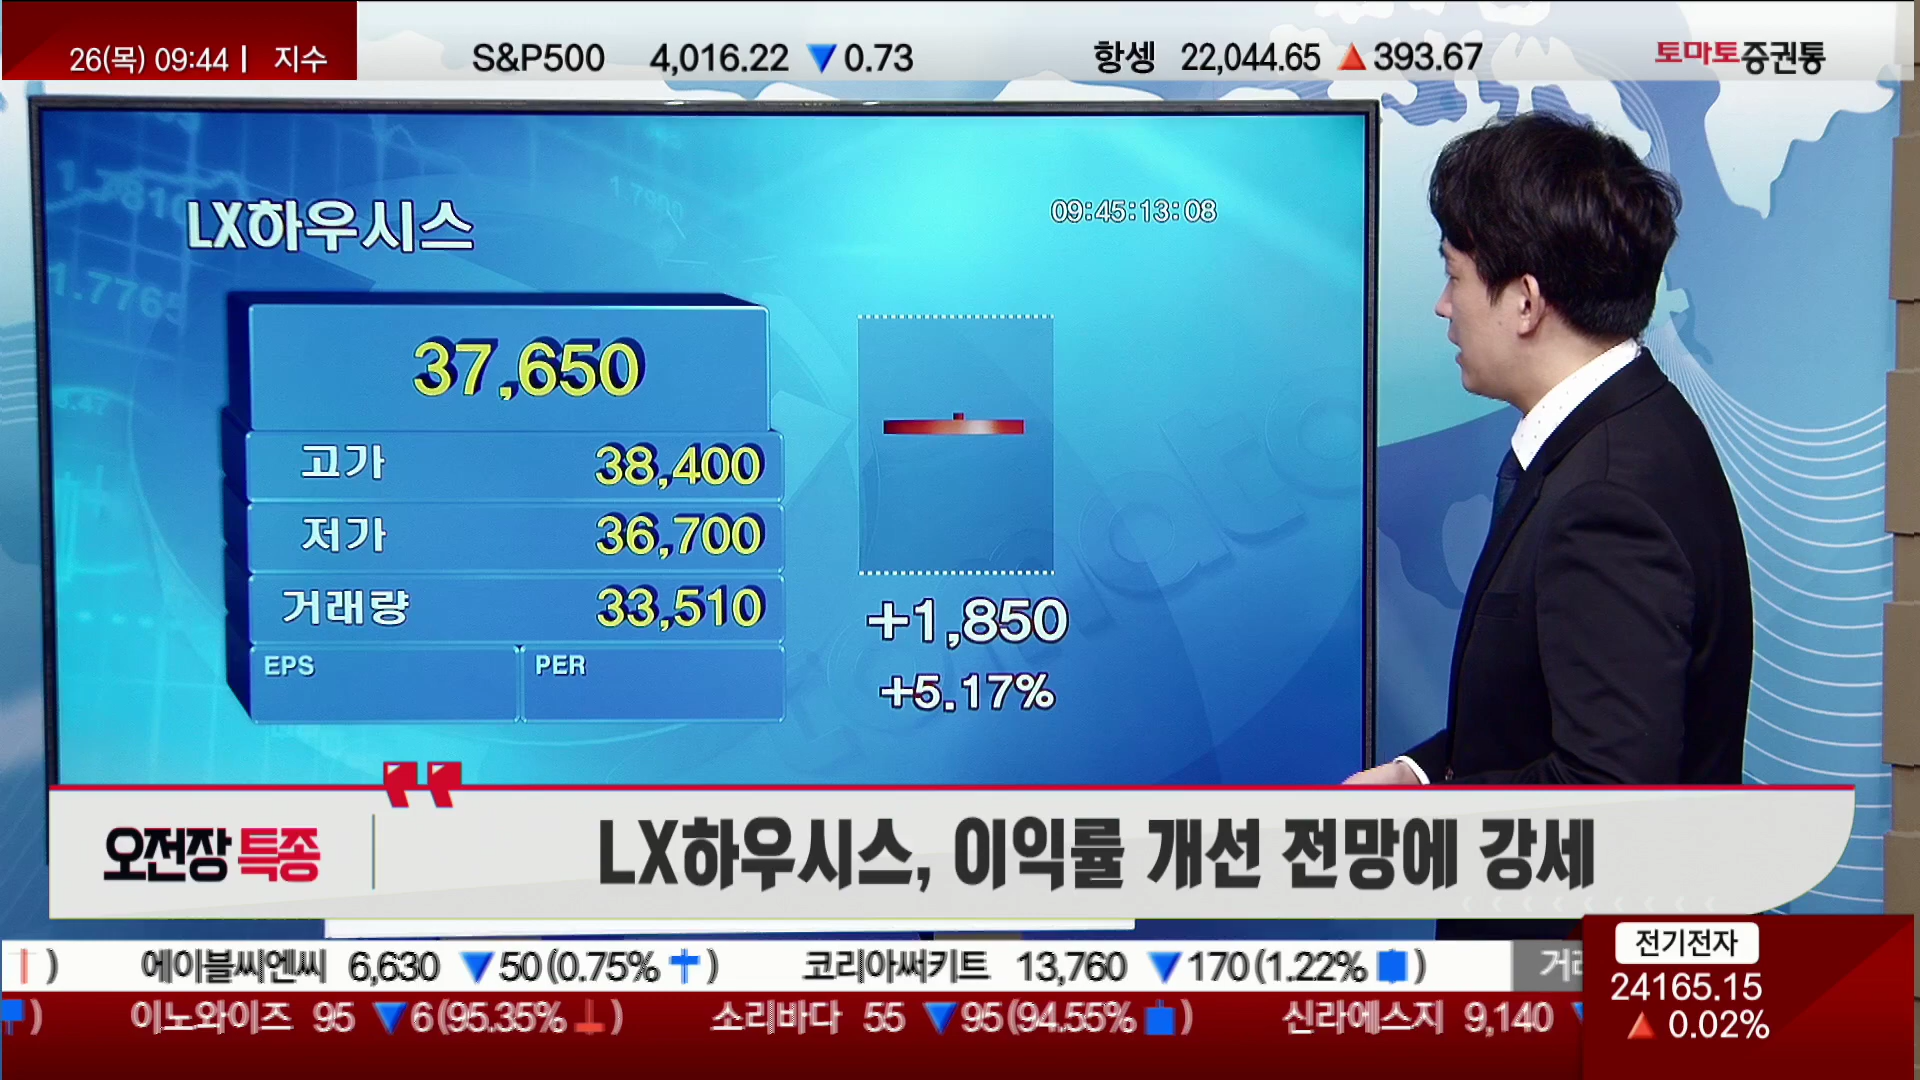 26(목) 09:44 | 지수 S&P500 4,016.22 ▼0.73 항셍 22,044.65 ▲393.67 토마토증권통
LX하우시스 09:45:13:08
37,650
고가 38,400
저가 36,700
거래량 33,510
EPS PER
+1,850
+5.17%
오전장 특종 LX하우시스, 이익률 개선 전망에 강세
) 에이블씨엔씨 6,630 ▼50(0.75% ) 코리아써키트 13,760 ▼170(1.22% )
) 이노와이즈 95 ▼6(95.35% ) 소리바다 55 ▼95(94.55% ) 신라에스지 9,140
전기전자
24165.15
▲0.02%